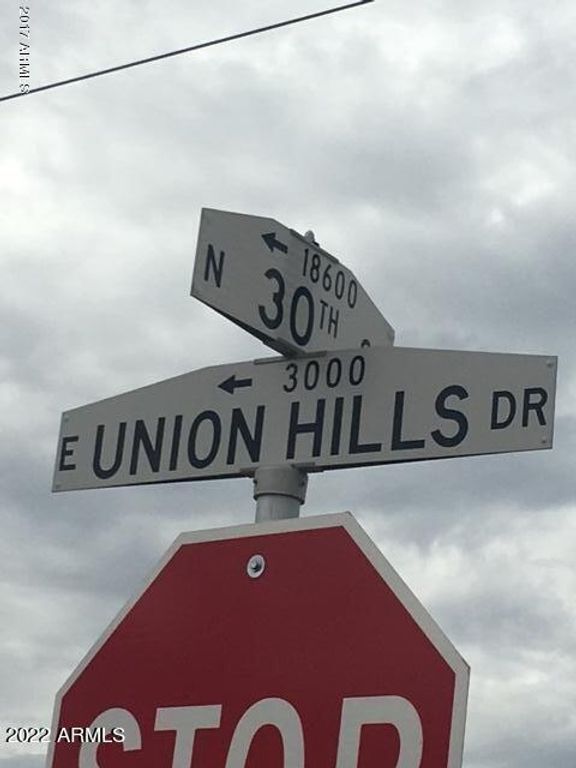 2017 ARMLS
18600
N 30TH
3000
E UNION HILLS DR
STOP
2022 ARMLS